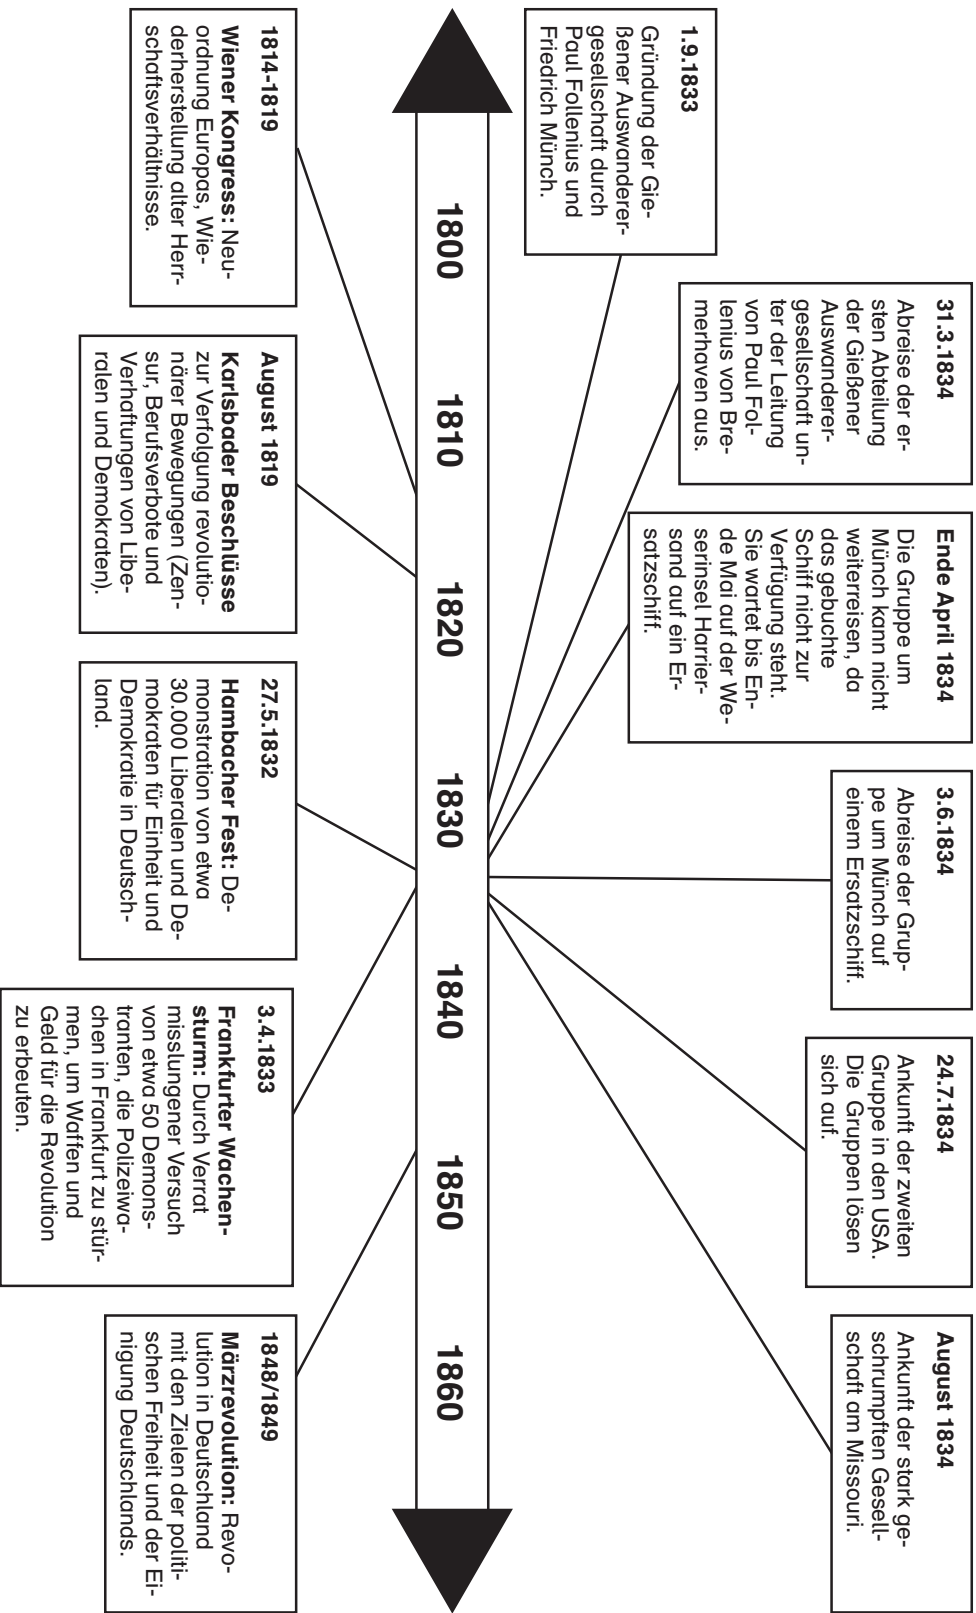 1.9.1833
Gründung der Gie-
ßener Auswanderer-
gesellschaft durch
Paul Follenius und
Friedrich Münch.
31.3.1834
Abreise der er-
sten Abteilung
der Gießener
Auswanderer-
gesellschaft un-
ter der Leitung
von Paul Fol-
lenius von Bre-
merhaven aus.
Ende April 1834
Die Gruppe um
Münch kann nicht
weiterreisen, da
das gebuchte
Schiff nicht zur
Verfügung steht.
Sie wartet bis En-
de Mai auf der We-
serinsel Harrier-
sand auf ein Er-
satzschiff.
3.6.1834
Abreise der Grup-
pe um Münch auf
einem Ersatzschiff.
24.7.1834
Ankunft der zweiten
Gruppe in den USA.
Die Gruppen lösen
sich auf.
August 1834
Ankunft der stark ge-
schrumpften Gesell-
schaft am Missouri.
1800 1810 1820 1830 1840 1850 1860
1814-1819
Wiener Kongress: Neu-
ordnung Europas, Wie-
derherstellung alter Herr-
schaftsverhältnisse.
August 1819
Karlsbader Beschlüsse
zur Verfolgung revolutio-
närer Bewegungen (Zen-
sur, Berufsverbote und
Verhaftungen von Libe-
ralen und Demokraten).
27.5.1832
Hambacher Fest: De-
monstration von etwa
30.000 Liberalen und De-
mokraten für Einheit und
Demokratie in Deutsch-
land.
3.4.1833
Frankfurter Wachen-
sturm: Durch Verrat
misslungener Versuch
von etwa 50 Demons-
tranten, die Polizeiwa-
chen in Frankfurt zu stür-
men, um Waffen und
Geld für die Revolution
zu erbeuten.
1848/1849
Märzrevolution: Revo-
lution in Deutschland
mit den Zielen der politi-
schen Freiheit und der Ei-
nigung Deutschlands.